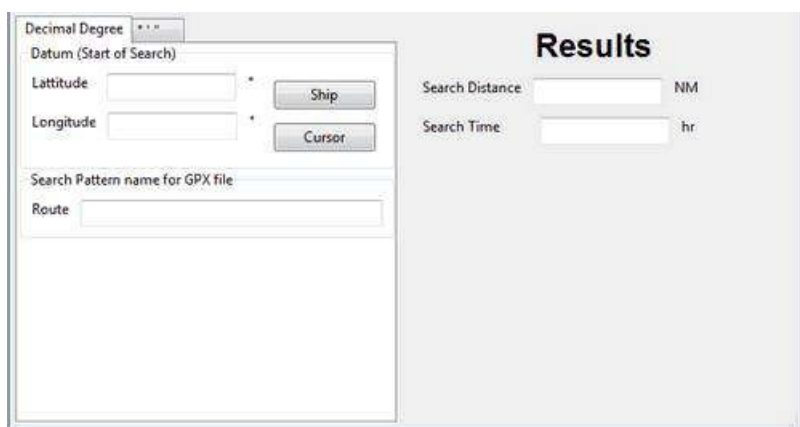 Decimal Degree
° ' "
Datum (Start of Search)
Lattitude °
Ship
Longitude °
Cursor
Search Pattern name for GPX file
Route
Results
Search Distance NM
Search Time hr